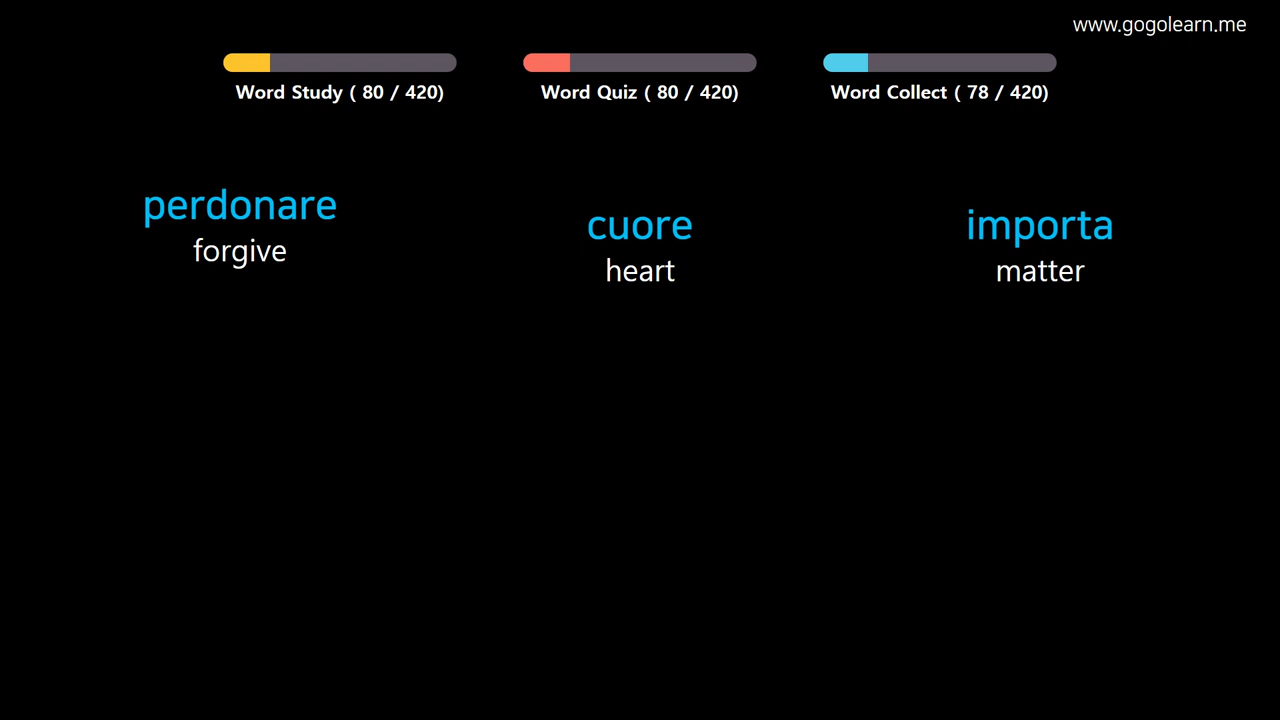 www.gogolearn.me
Word Study ( 80 / 420)
Word Quiz ( 80 / 420)
Word Collect ( 78 / 420)
perdonare
forgive
cuore
heart
importa
matter